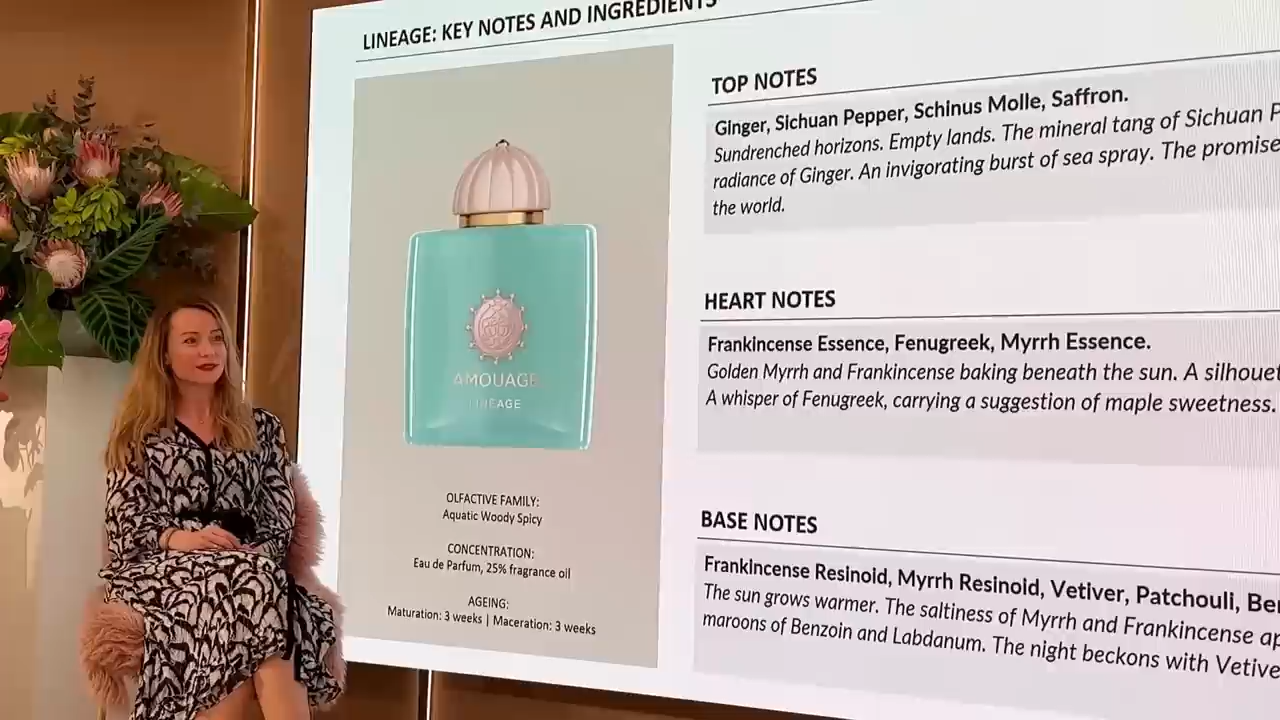 LINEAGE: KEY NOTES AND INGREDIENTS
AMOUAGE
LINEAGE
OLFACTIVE FAMILY:
Aquatic Woody Spicy
CONCENTRATION:
Eau de Parfum, 25% fragrance oil
AGEING:
Maturation: 3 weeks | Maceration: 3 weeks
TOP NOTES
Ginger, Sichuan Pepper, Schinus Molle, Saffron.
Sundrenched horizons. Empty lands. The mineral tang of Sichuan
radiance of Ginger. An invigorating burst of sea spray. The promise
the world.
HEART NOTES
Frankincense Essence, Fenugreek, Myrrh Essence.
Golden Myrrh and Frankincense baking beneath the sun. A
A whisper of Fenugreek, carrying a suggestion of maple sweetness.
BASE NOTES
Frankincense Resinoid, Myrrh Resinoid, Vetiver, Patchouli,
The sun grows warmer. The saltiness of Myrrh and Frankincense
maroons of Benzoin and Labdanum. The night beckons with